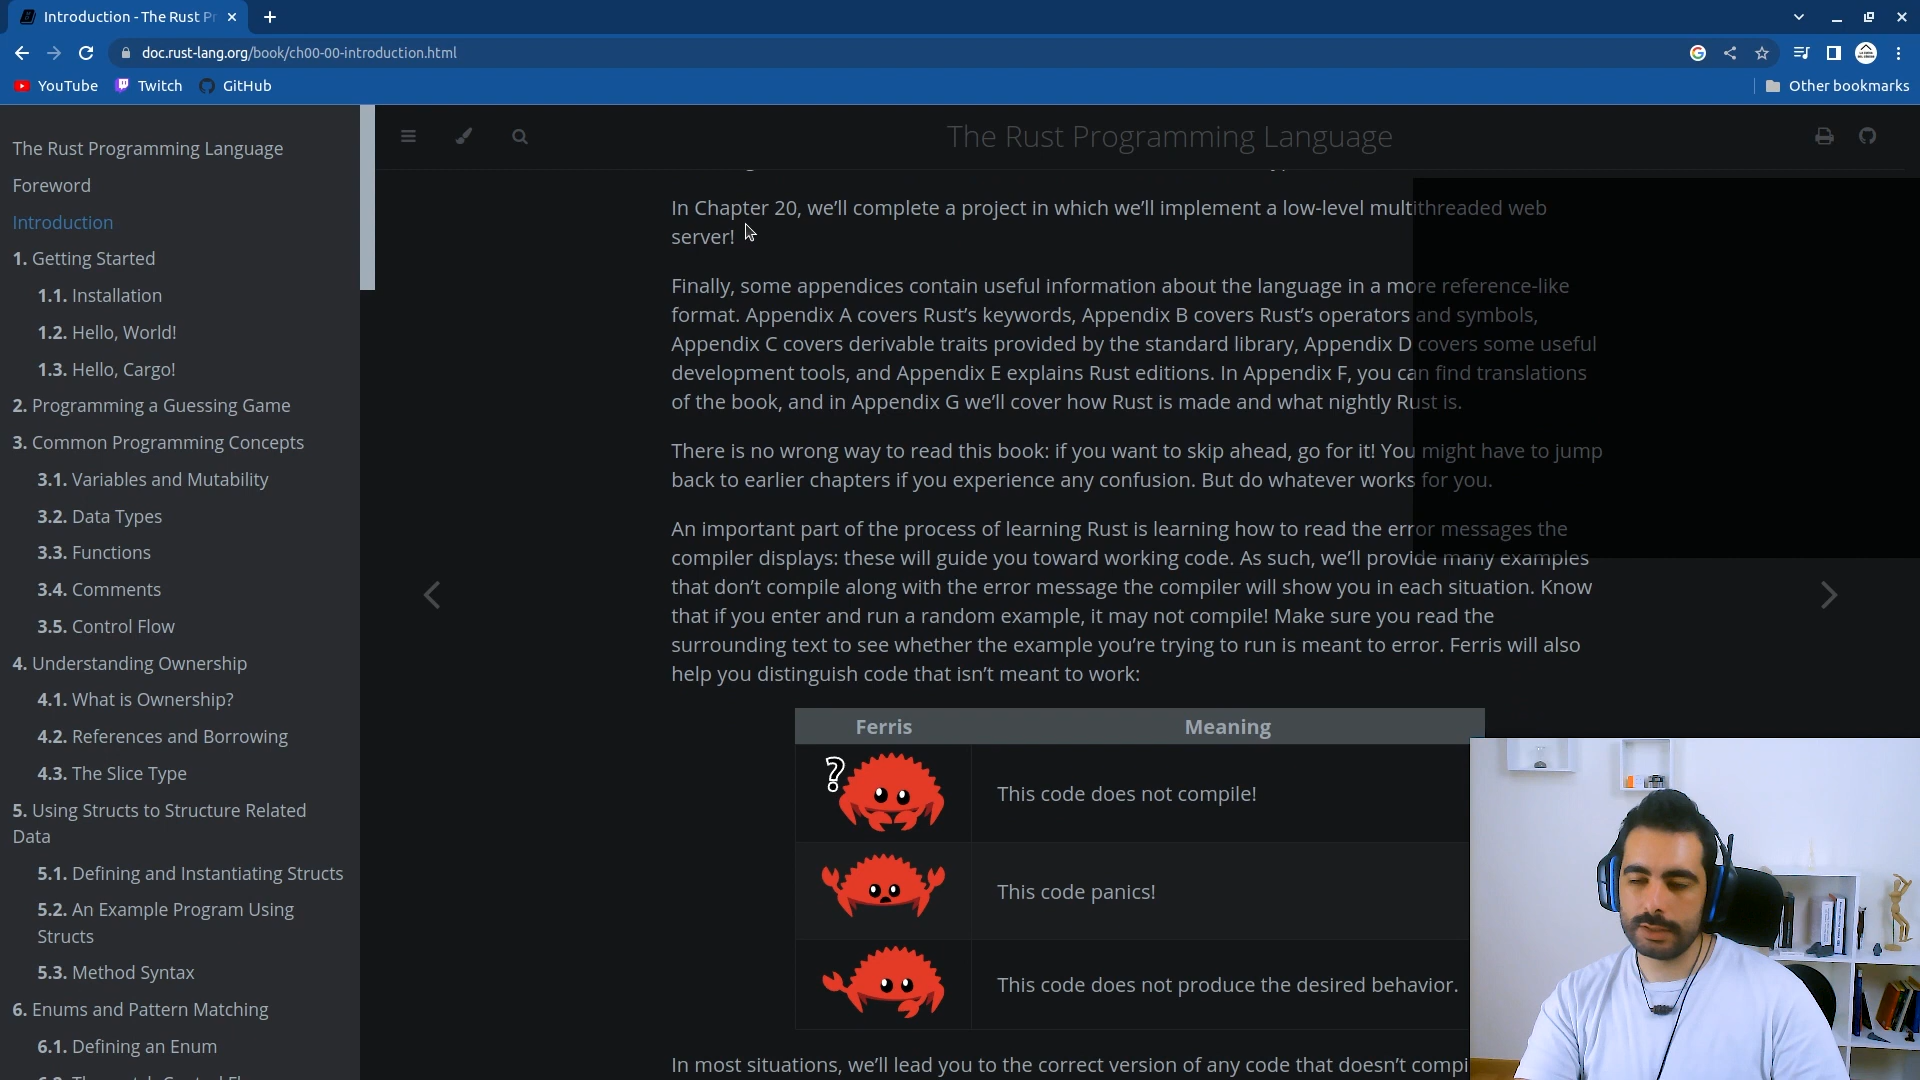 Introduction - The Rust Pr
doc.rust-lang.org/book/ch00-00-introduction.html
YouTube
Twitch
GitHub
Other bookmarks
The Rust Programming Language
Foreword
Introduction
1. Getting Started
1.1. Installation
1.2. Hello, World!
1.3. Hello, Cargo!
2. Programming a Guessing Game
3. Common Programming Concepts
3.1. Variables and Mutability
3.2. Data Types
3.3. Functions
3.4. Comments
3.5. Control Flow
4. Understanding Ownership
4.1. What is Ownership?
4.2. References and Borrowing
4.3. The Slice Type
5. Using Structs to Structure Related
Data
5.1. Defining and Instantiating Structs
5.2. An Example Program Using
Structs
5.3. Method Syntax
6. Enums and Pattern Matching
6.1. Defining an Enum
The Rust Programming Language
In Chapter 20, we’ll complete a project in which we’ll implement a low-level multithreaded web
server!
Finally, some appendices contain useful information about the language in a more reference-like
format. Appendix A covers Rust’s keywords, Appendix B covers Rust’s operators and symbols,
Appendix C covers derivable traits provided by the standard library, Appendix D covers some useful
development tools, and Appendix E explains Rust editions. In Appendix F, you can find translations
of the book, and in Appendix G we’ll cover how Rust is made and what nightly Rust is.
There is no wrong way to read this book: if you want to skip ahead, go for it! You might have to jump
back to earlier chapters if you experience any confusion. But do whatever works for you.
An important part of the process of learning Rust is learning how to read the error messages the
compiler displays: these will guide you toward working code. As such, we’ll provide many examples
that don’t compile along with the error message the compiler will show you in each situation. Know
that if you enter and run a random example, it may not compile! Make sure you read the
surrounding text to see whether the example you’re trying to run is meant to error. Ferris will also
help you distinguish code that isn’t meant to work:
Ferris Meaning
?
This code does not compile!
This code panics!
This code does not produce the desired behavior.
In most situations, we’ll lead you to the correct version of any code that doesn’t compi